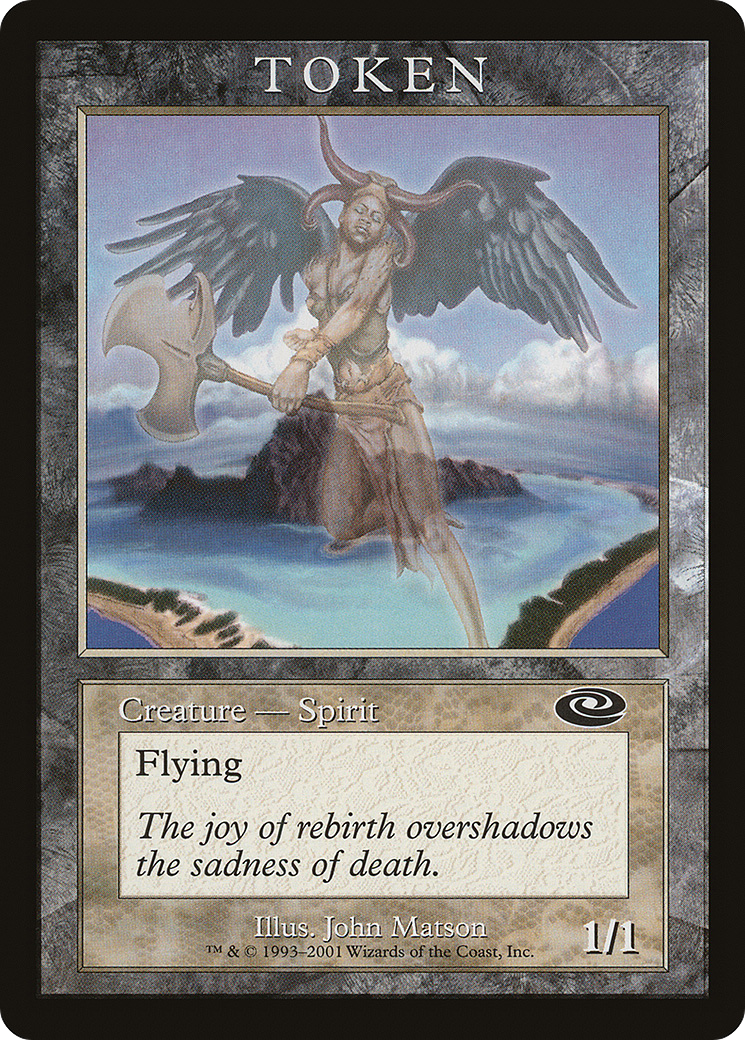 TOKEN
Creature — Spirit
Flying
The joy of rebirth overshadows
the sadness of death.
Illus. John Matson
1/1
™ & © 1993–2001 Wizards of the Coast, Inc.